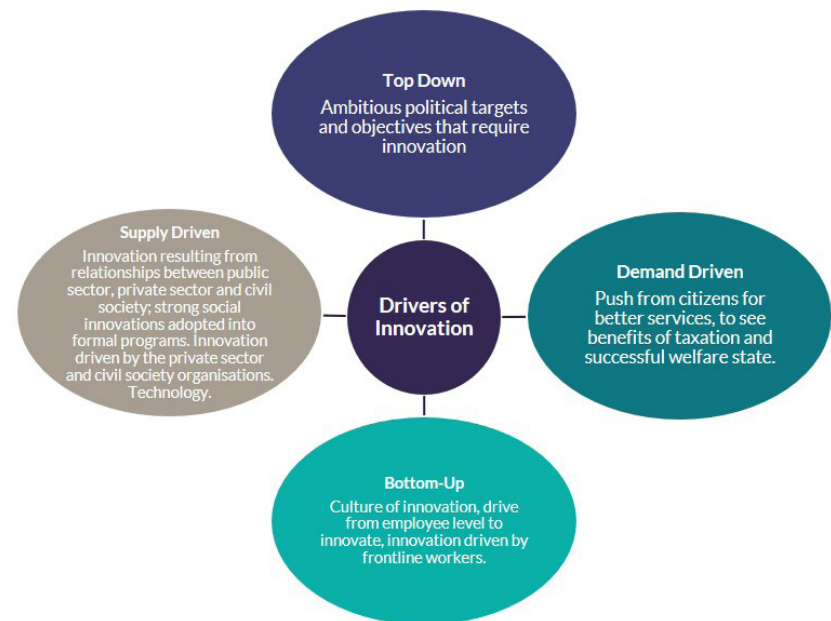 Top Down
Ambitious political targets
and objectives that require
innovation
Supply Driven
Innovation resulting from
relationships between public
sector, private sector and civil
society; strong social
innovations adopted into
formal programs. Innovation
driven by the private sector
and civil society organisations.
Technology.
Drivers of
Innovation
Demand Driven
Push from citizens for
better services, to see
benefits of taxation and
successful welfare state.
Bottom-Up
Culture of innovation, drive
from employee level to
innovate, innovation driven by
frontline workers.